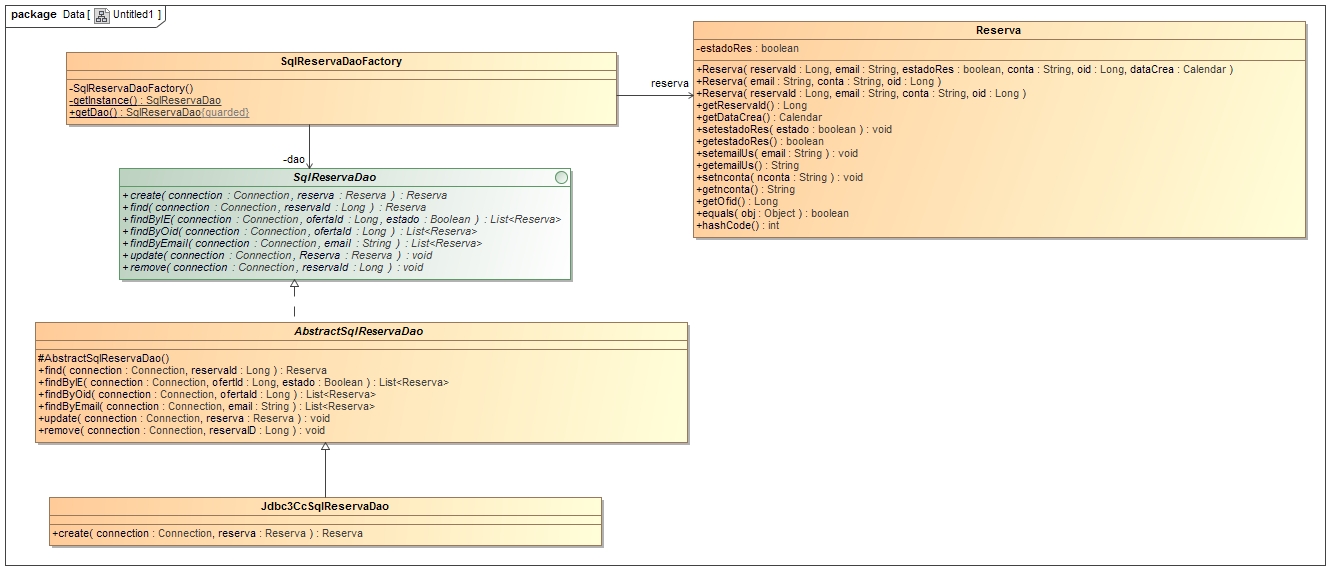 package Data [ Untitled1 ]
SqlReservaDaoFactory
-SqlReservaDaoFactory()
-getInstance() : SqlReservaDao
+getDao() : SqlReservaDao{guarded}
reserva
Reserva
-estadoRes : boolean
+Reserva( reservaId : Long, email : String, estadoRes : boolean, conta : String, oid : Long, dataCrea : Calendar )
+Reserva( email : String, conta : String, oid : Long )
+Reserva( reservaId : Long, email : String, conta : String, oid : Long )
+getReservaId() : Long
+getDataCrea() : Calendar
+setestadoRes( estado : boolean ) : void
+getestadoRes() : boolean
+setemailUs( email : String ) : void
+getemailUs() : String
+setnconta( nconta : String ) : void
+getnconta() : String
+getOfid() : Long
+equals( obj : Object ) : boolean
+hashCode() : int
-dao
SqlReservaDao
+create( connection : Connection, reserva : Reserva ) : Reserva
+find( connection : Connection, reservaId : Long ) : Reserva
+findByIE( connection : Connection, ofertaId : Long, estado : Boolean ) : List<Reserva>
+findByOid( connection : Connection, ofertaId : Long ) : List<Reserva>
+findByEmail( connection : Connection, email : String ) : List<Reserva>
+update( connection : Connection, Reserva : Reserva ) : void
+remove( connection : Connection, reservaId : Long ) : void
AbstractSqlReservaDao
#AbstractSqlReservaDao()
+find( connection : Connection, reservaId : Long ) : Reserva
+findByIE( connection : Connection, ofertId : Long, estado : Boolean ) : List<Reserva>
+findByOid( connection : Connection, ofertaId : Long ) : List<Reserva>
+findByEmail( connection : Connection, email : String ) : List<Reserva>
+update( connection : Connection, reserva : Reserva ) : void
+remove( connection : Connection, reservaID : Long ) : void
Jdbc3CcSqlReservaDao
+create( connection : Connection, reserva : Reserva ) : Reserva